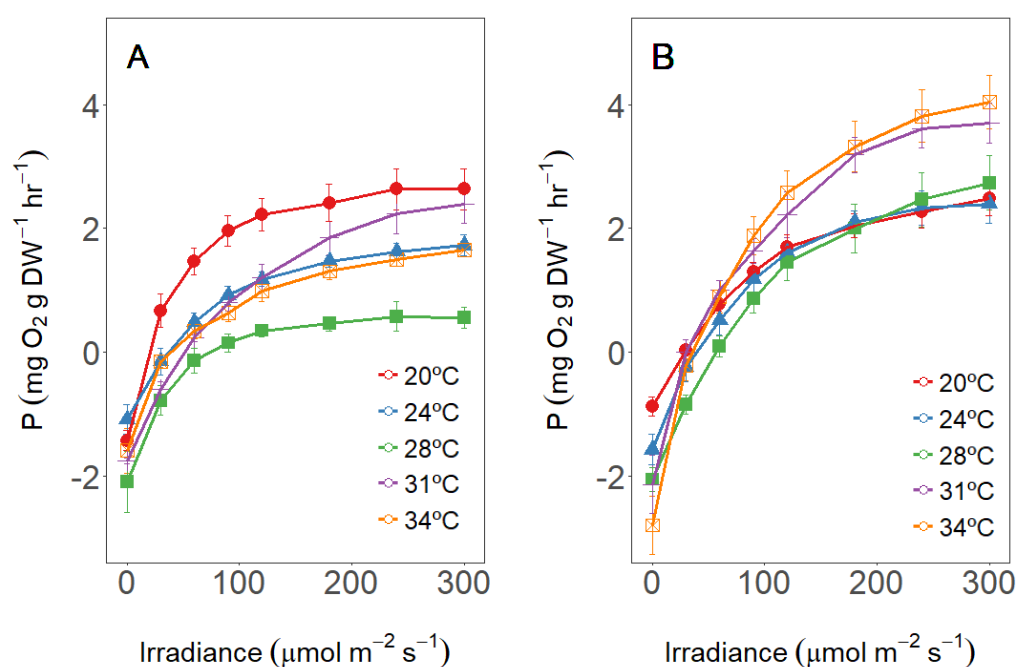 A
P (mg O₂ g DW⁻¹ hr⁻¹)
4
2
0
-2
20ºC
24ºC
28ºC
31ºC
34ºC
0
100
200
300
Irradiance (μmol m⁻² s⁻¹)
B
P (mg O₂ g DW⁻¹ hr⁻¹)
4
2
0
-2
20ºC
24ºC
28ºC
31ºC
34ºC
0
100
200
300
Irradiance (μmol m⁻² s⁻¹)